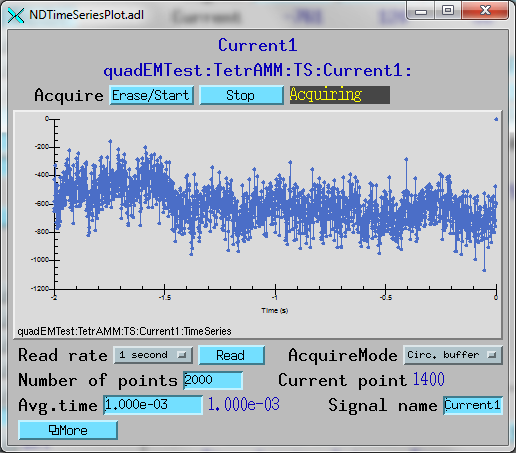 NDTimeSeriesPlot.adl
Current1
quadEMTest:TetrAMM:TS:Current1:
Acquire Erase/Start Stop Acquiring
0
-200
-400
-600
-800
-1000
-1200
-2 -1.5 -1 -0.5 0
Time (s)
quadEMTest:TetrAMM:TS:Current1:TimeSeries
Read rate 1 second Read AcquireMode Circ. buffer
Number of points 2000 Current point 1400
Avg.time 1.000e-03 1.000e-03 Signal name Current1
More